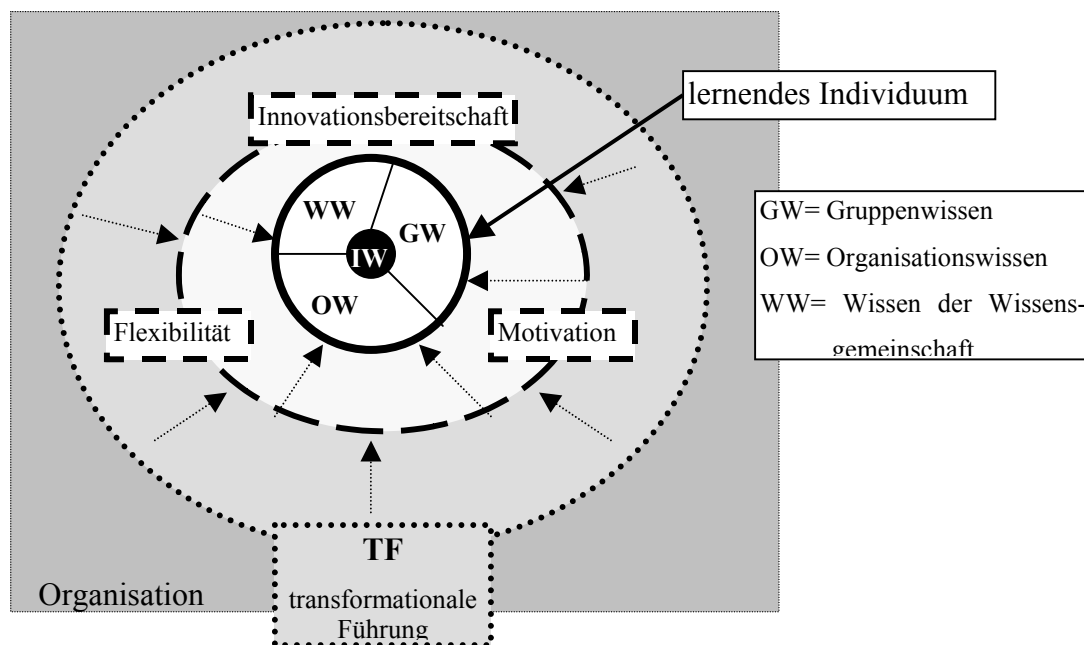 Innovationsbereitschaft
lernendes Individuum
WW
GW
IW
OW
GW= Gruppenwissen
OW= Organisationswissen
WW= Wissen der Wissens-
gemeinschaft
Flexibilität
Motivation
TF
transformationale
Führung
Organisation